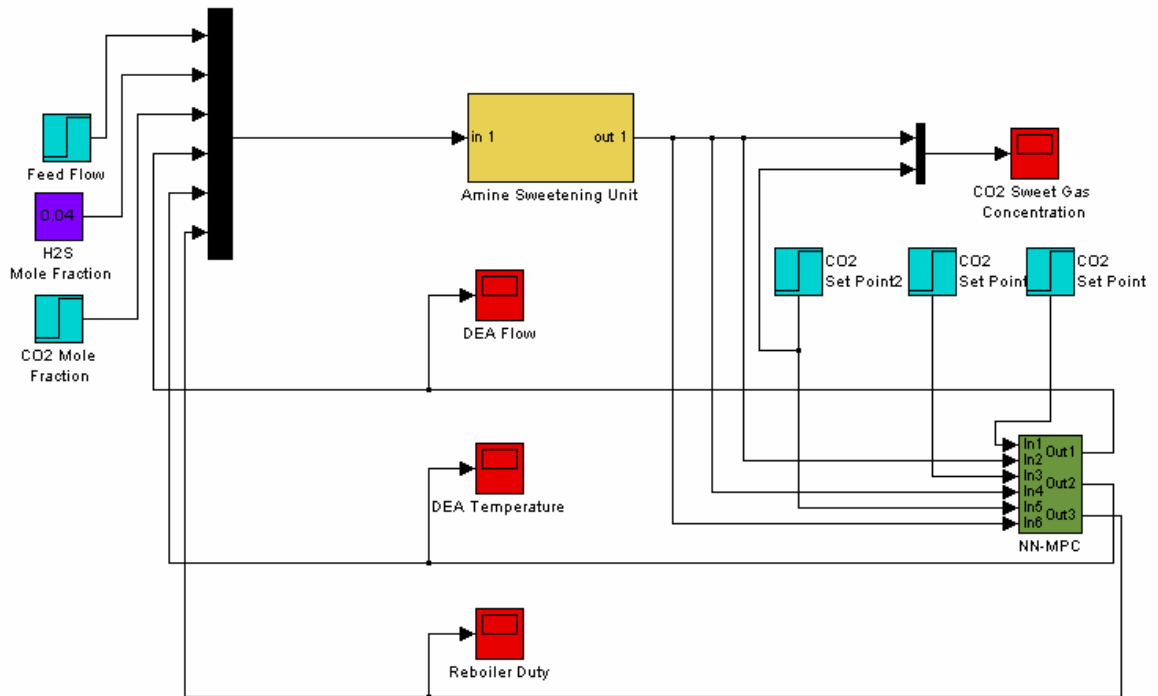 Feed Flow
0.04
H2S
Mole Fraction
CO2 Mole
Fraction
in 1
out 1
Amine Sweetening Unit
CO2 Sweet Gas
Concentration
CO2
Set Point2
CO2
Set Point
CO2
Set Point
DEA Flow
DEA Temperature
Reboiler Duty
In1
In2
In3
In4
In5
In6
Out1
Out2
Out3
NN-MPC